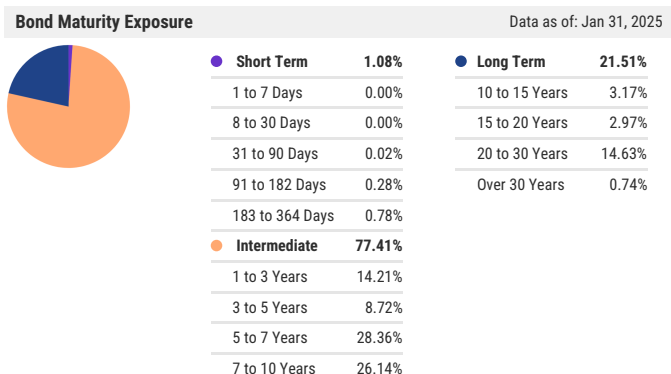 Bond Maturity Exposure Data as of: Jan 31, 2025
Short Term 1.08%
1 to 7 Days 0.00%
8 to 30 Days 0.00%
31 to 90 Days 0.02%
91 to 182 Days 0.28%
183 to 364 Days 0.78%
Intermediate 77.41%
1 to 3 Years 14.21%
3 to 5 Years 8.72%
5 to 7 Years 28.36%
7 to 10 Years 26.14%
Long Term 21.51%
10 to 15 Years 3.17%
15 to 20 Years 2.97%
20 to 30 Years 14.63%
Over 30 Years 0.74%